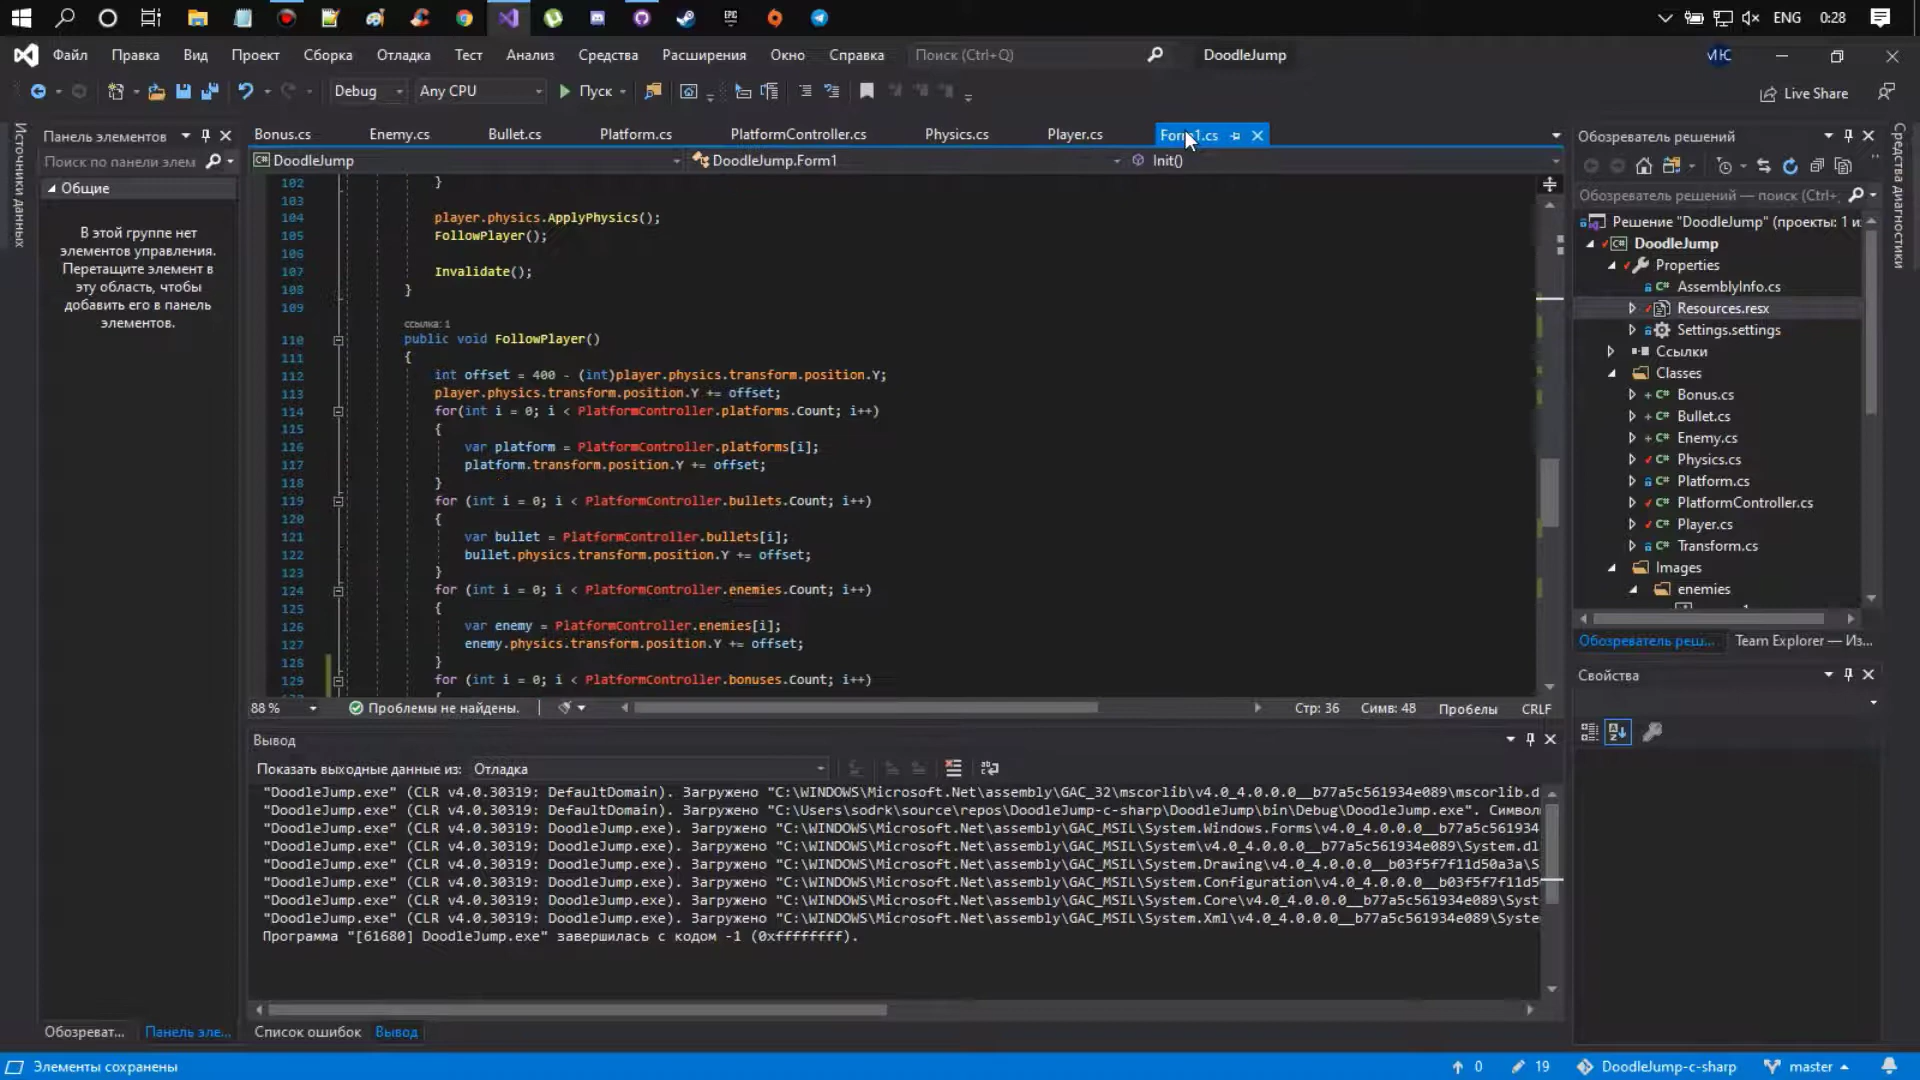 ENG 0:28
Файл Правка Вид Проект Сборка Отладка Тест Анализ Средства Расширения Окно Справка Поиск (Ctrl+Q) DoodleJump
Debug Any CPU Пуск Live Share
Источники данных
Панель элементов
Поиск по панели элем
Общие
В этой группе нет
элементов управления.
Перетащите элемент в
эту область, чтобы
добавить его в панель
элементов.
Bonus.cs Enemy.cs Bullet.cs Platform.cs PlatformController.cs Physics.cs Player.cs Form1.cs
DoodleJump DoodleJump.Form1 Init()
102 }
103
104 player.physics.ApplyPhysics();
105 FollowPlayer();
106
107 Invalidate();
108 }
109
ссылка: 1
110 public void FollowPlayer()
111 {
112 int offset = 400 - (int)player.physics.transform.position.Y;
113 player.physics.transform.position.Y += offset;
114 for(int i = 0; i < PlatformController.platforms.Count; i++)
115 {
116 var platform = PlatformController.platforms[i];
117 platform.transform.position.Y += offset;
118 }
119 for (int i = 0; i < PlatformController.bullets.Count; i++)
120 {
121 var bullet = PlatformController.bullets[i];
122 bullet.physics.transform.position.Y += offset;
123 }
124 for (int i = 0; i < PlatformController.enemies.Count; i++)
125 {
126 var enemy = PlatformController.enemies[i];
127 enemy.physics.transform.position.Y += offset;
128 }
129 for (int i = 0; i < PlatformController.bonuses.Count; i++)
88 % Проблемы не найдены. Стр: 36 Симв: 48 Пробелы CRLF
Вывод
Показать выходные данные из: Отладка
"DoodleJump.exe" (CLR v4.0.30319: DefaultDomain). Загружено "C:\WINDOWS\Microsoft.Net\assembly\GAC_32\mscorlib\v4.0_4.0.0.0__b77a5c561934e089\mscorlib.d
"DoodleJump.exe" (CLR v4.0.30319: DefaultDomain). Загружено "C:\Users\sodrk\source\repos\DoodleJump-c-sharp\DoodleJump\bin\Debug\DoodleJump.exe". Символ
"DoodleJump.exe" (CLR v4.0.30319: DoodleJump.exe). Загружено "C:\WINDOWS\Microsoft.Net\assembly\GAC_MSIL\System.Windows.Forms\v4.0_4.0.0.0__b77a5c561934
"DoodleJump.exe" (CLR v4.0.30319: DoodleJump.exe). Загружено "C:\WINDOWS\Microsoft.Net\assembly\GAC_MSIL\System\v4.0_4.0.0.0__b77a5c561934e089\System.dl
"DoodleJump.exe" (CLR v4.0.30319: DoodleJump.exe). Загружено "C:\WINDOWS\Microsoft.Net\assembly\GAC_MSIL\System.Drawing\v4.0_4.0.0.0__b03f5f7f11d50a3a\S
"DoodleJump.exe" (CLR v4.0.30319: DoodleJump.exe). Загружено "C:\WINDOWS\Microsoft.Net\assembly\GAC_MSIL\System.Configuration\v4.0_4.0.0.0__b03f5f7f11d5
"DoodleJump.exe" (CLR v4.0.30319: DoodleJump.exe). Загружено "C:\WINDOWS\Microsoft.Net\assembly\GAC_MSIL\System.Core\v4.0_4.0.0.0__b77a5c561934e089\Syst
"DoodleJump.exe" (CLR v4.0.30319: DoodleJump.exe). Загружено "C:\WINDOWS\Microsoft.Net\assembly\GAC_MSIL\System.Xml\v4.0_4.0.0.0__b77a5c561934e089\Syste
Программа "[61680] DoodleJump.exe" завершилась с кодом -1 (0xffffffff).
Обозреват... Панель эле... Список ошибок Вывод
Обозреватель решений
Обозреватель решений — поиск (Ctrl+;
Решение "DoodleJump" (проекты: 1 из
DoodleJump
Properties
AssemblyInfo.cs
Resources.resx
Settings.settings
Ссылки
Classes
Bonus.cs
Bullet.cs
Enemy.cs
Physics.cs
Platform.cs
PlatformController.cs
Player.cs
Transform.cs
Images
enemies
Обозреватель реш... Team Explorer — Из...
Свойства
Средства диагностики
Элементы сохранены 0 19 DoodleJump-c-sharp master